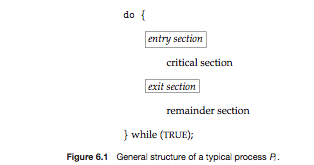 do {
entry section
critical section
exit section
remainder section
} while (TRUE);
Figure 6.1 General structure of a typical process Pi.